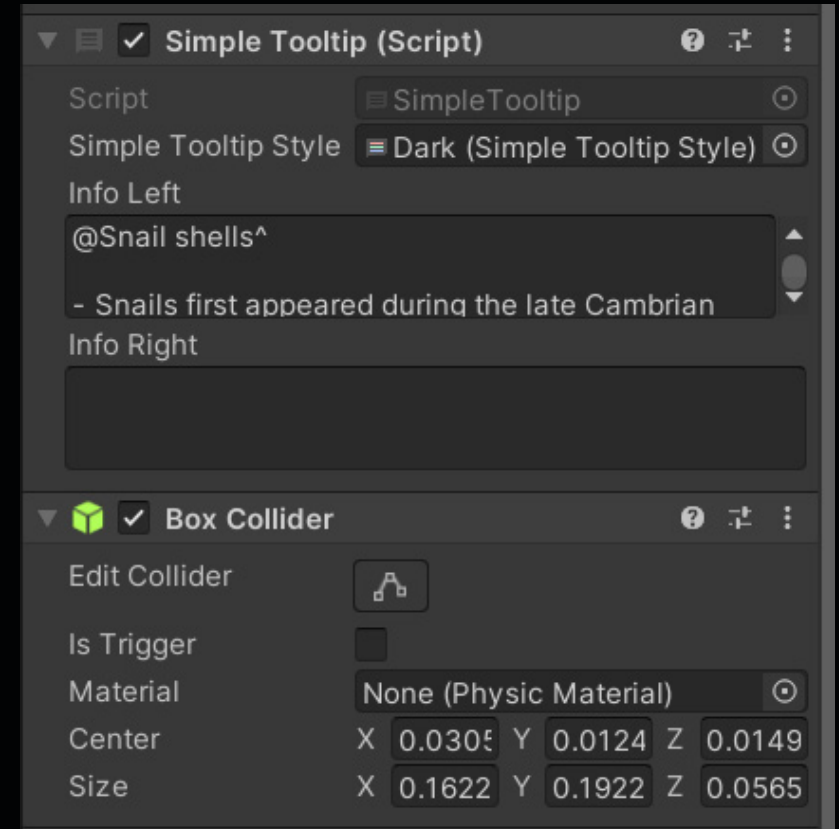 Simple Tooltip (Script)
Script SimpleTooltip
Simple Tooltip Style Dark (Simple Tooltip Style)
Info Left
@Snail shells^
- Snails first appeared during the late Cambrian
Info Right
Box Collider
Edit Collider
Is Trigger
Material None (Physic Material)
Center X 0.0305 Y 0.0124 Z 0.0149
Size X 0.1622 Y 0.1922 Z 0.0565